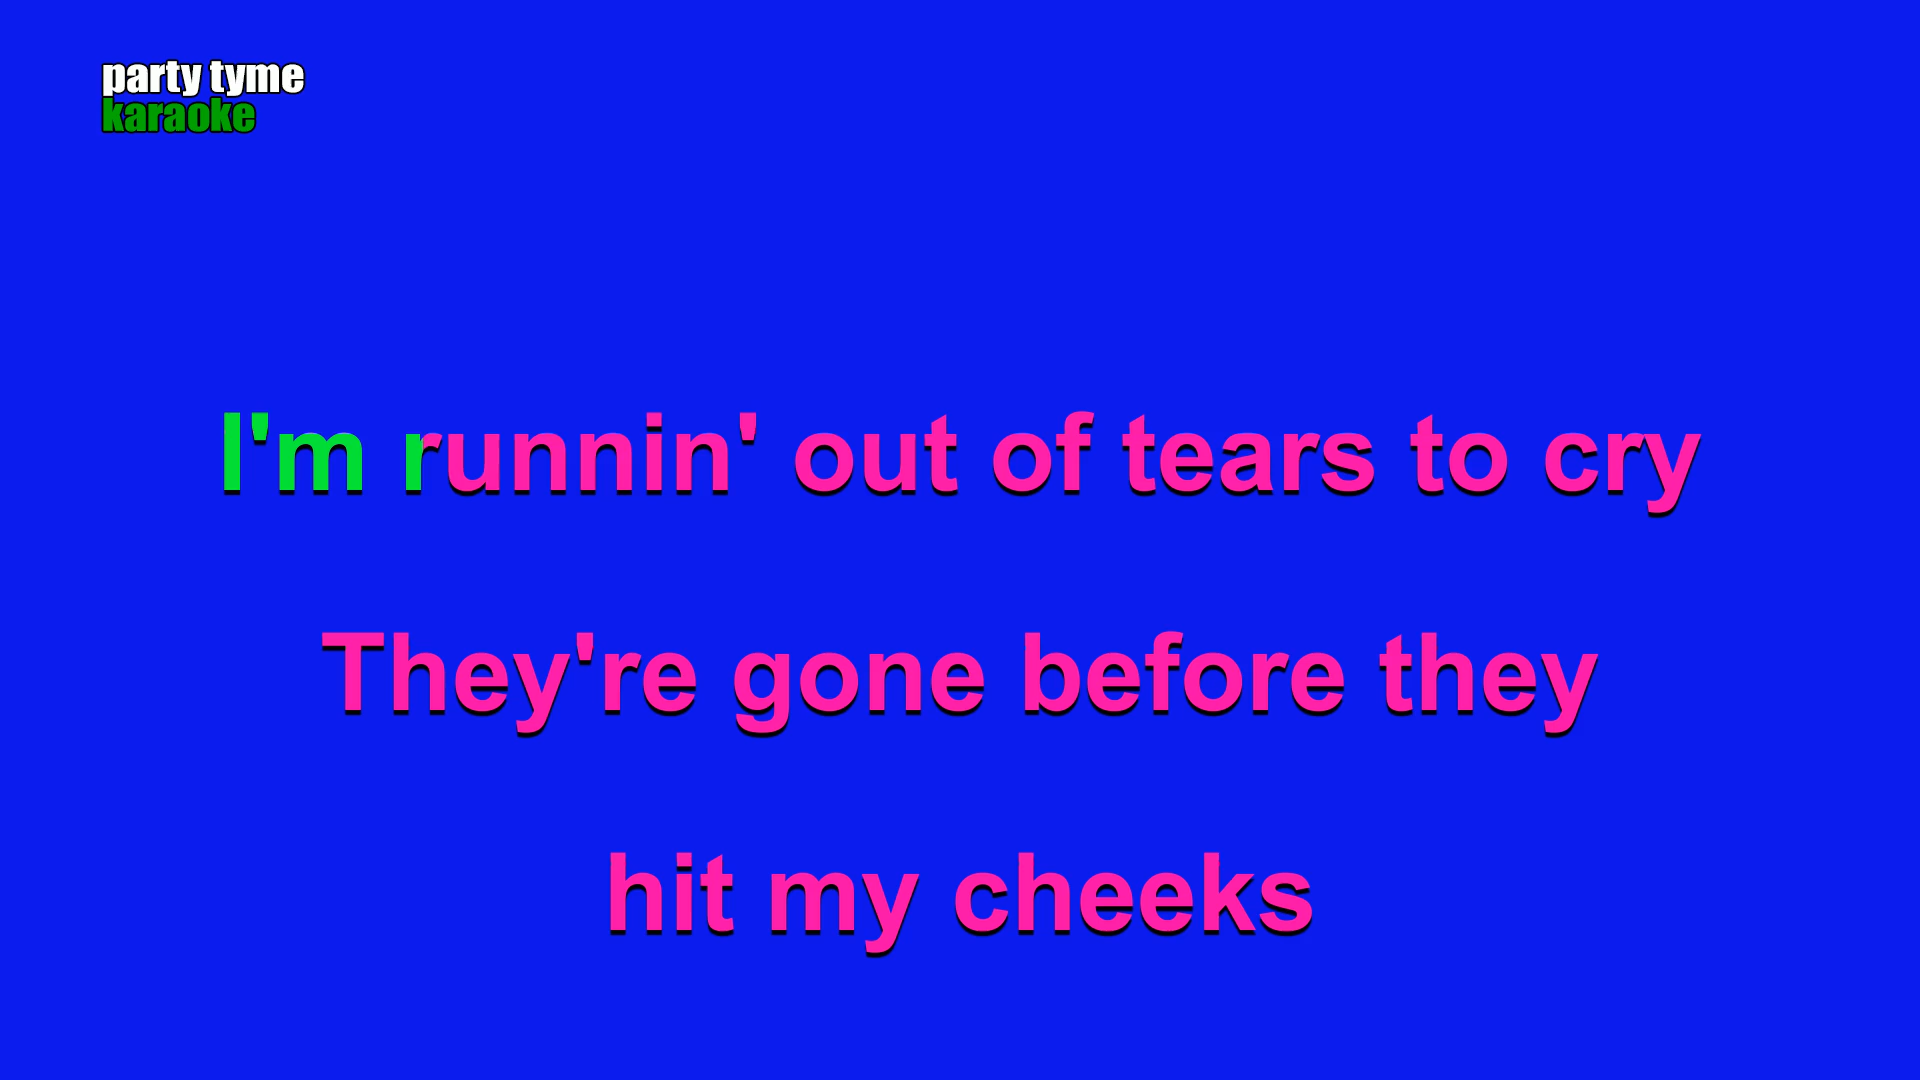 party tyme
karaoke
I'm runnin' out of tears to cry
They're gone before they
hit my cheeks